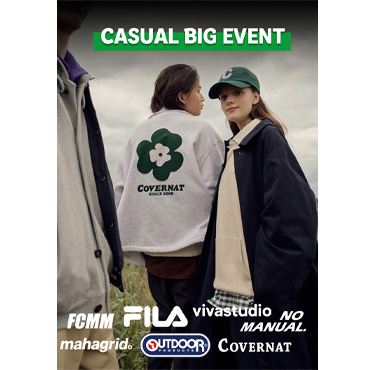 CASUAL BIG EVENT
C
COVERNAT
SINCE 2008
FCMM
FILA
vivastudio
NO
MANUAL.
mahagrid
OUTDOOR
PRODUCTS
COVERNAT